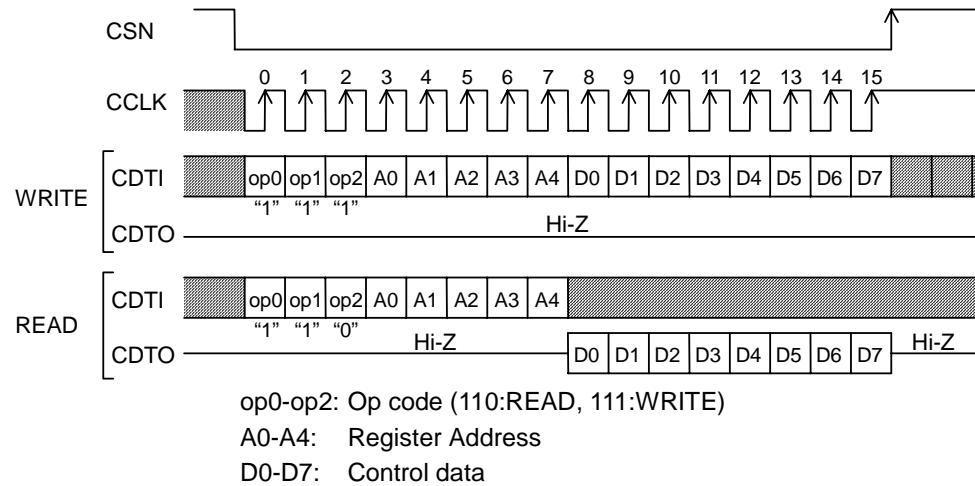 CSN
0 1 2 3 4 5 6 7 8 9 10 11 12 13 14 15
CCLK
WRITE
CDTI op0 op1 op2 A0 A1 A2 A3 A4 D0 D1 D2 D3 D4 D5 D6 D7
“1” “1” “1”
CDTO Hi-Z
READ
CDTI op0 op1 op2 A0 A1 A2 A3 A4
“1” “1” “0”
CDTO Hi-Z D0 D1 D2 D3 D4 D5 D6 D7 Hi-Z
op0-op2: Op code (110:READ, 111:WRITE)
A0-A4: Register Address
D0-D7: Control data